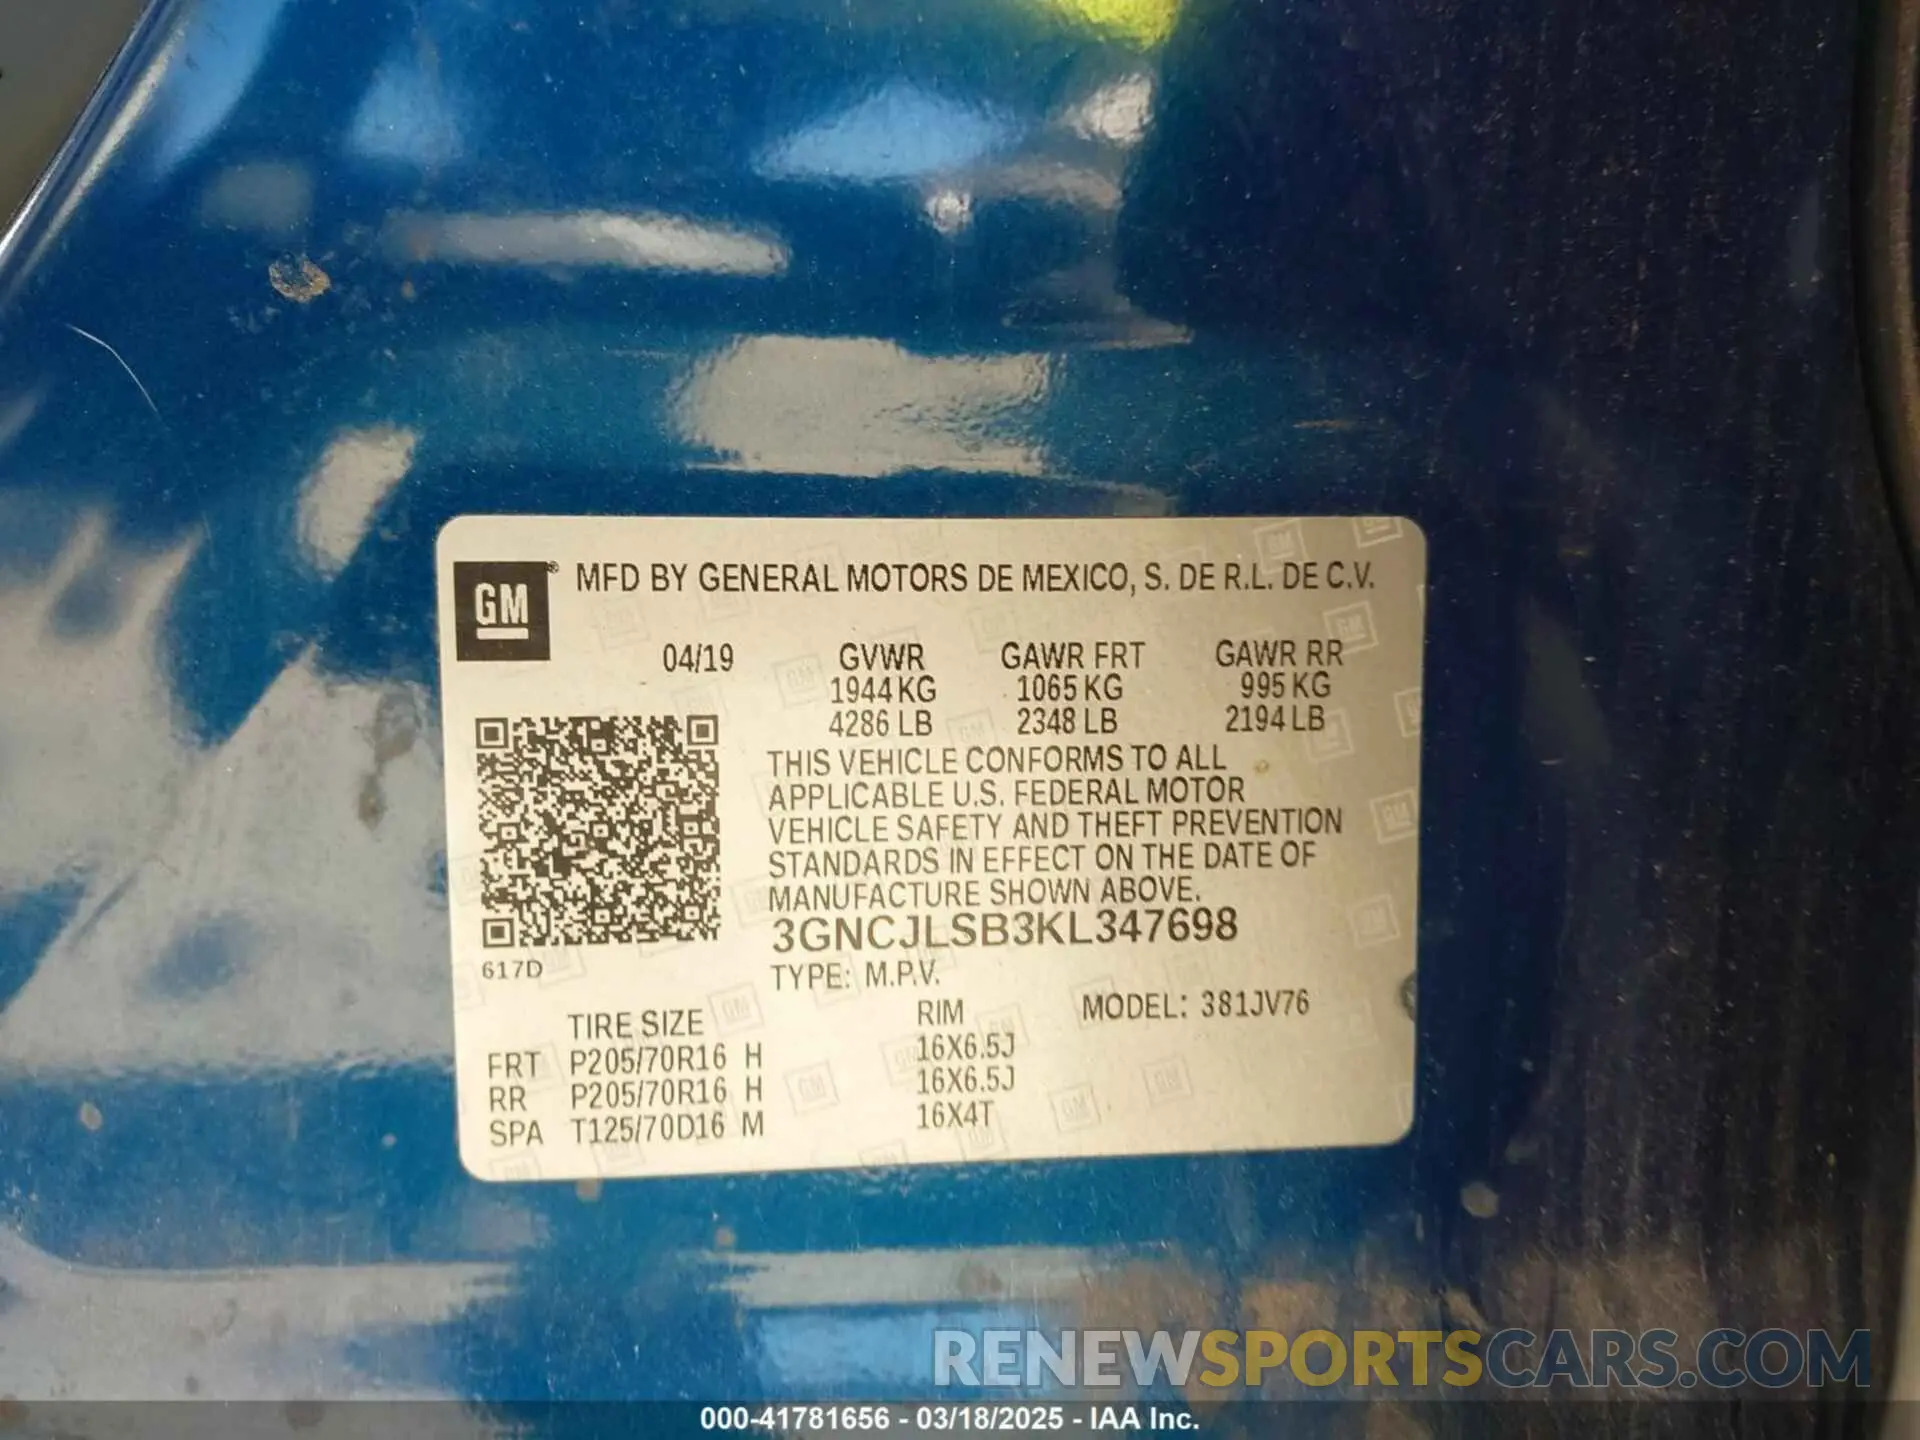 GM
MFD BY GENERAL MOTORS DE MEXICO, S. DE R.L. DE C.V.
04/19 GVWR GAWR FRT GAWR RR
1944 KG 1065 KG 995 KG
4286 LB 2348 LB 2194 LB
THIS VEHICLE CONFORMS TO ALL
APPLICABLE U.S. FEDERAL MOTOR
VEHICLE SAFETY AND THEFT PREVENTION
STANDARDS IN EFFECT ON THE DATE OF
MANUFACTURE SHOWN ABOVE.
3GNCJLSB3KL347698
617D
TYPE: M.P.V.
TIRE SIZE RIM MODEL: 381JV76
FRT P205/70R16 H 16X6.5J
RR P205/70R16 H 16X6.5J
SPA T125/70D16 M 16X4T
RENEWSPORTSCARS.COM
000-41781656 - 03/18/2025 - IAA Inc.